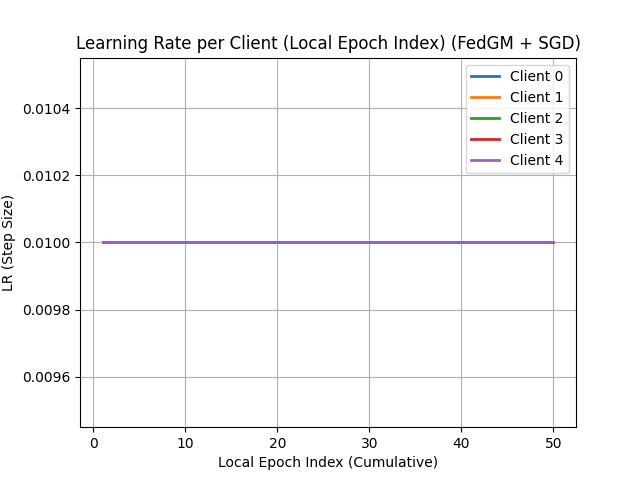 Learning Rate per Client (Local Epoch Index) (FedGM + SGD)
Client 0
Client 1
Client 2
Client 3
Client 4
LR (Step Size)
0.0104
0.0102
0.0100
0.0098
0.0096
0 10 20 30 40 50
Local Epoch Index (Cumulative)